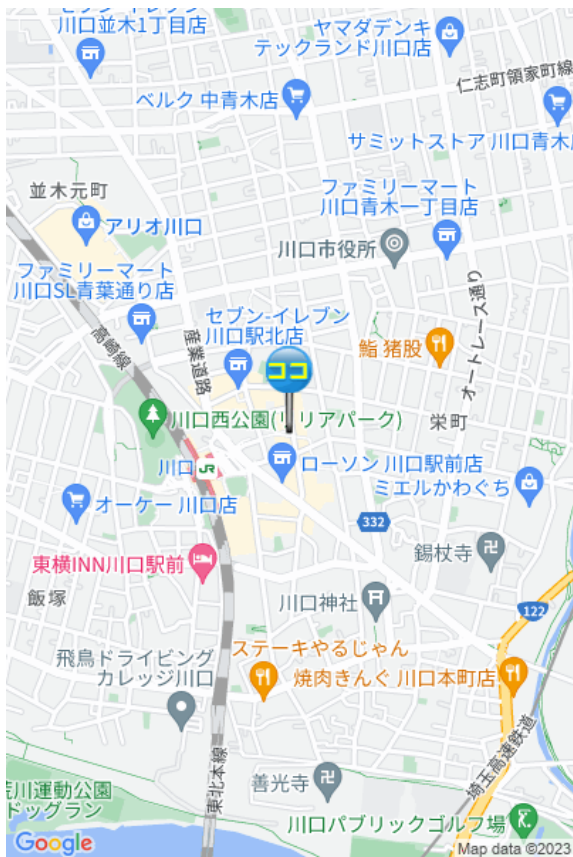 川口並木1丁目店
ヤマダデンキ
テックランド川口店
仁志町領家町線
ベルク 中青木店
サミットストア 川口青木
並木元町
ファミリーマート
川口青木一丁目店
アリオ川口
川口市役所
ファミリーマート
川口SL青葉通り店
オートレース通り
セブン-イレブン
川口駅北店
高崎線
産業道路
鮨 猪股
ココ
川口西公園(リリアパーク)
栄町
川口
JR
ローソン 川口駅前店
ミエルかわぐち
オーケー 川口店
332
錫杖寺
東横INN川口駅前
飯塚
川口神社
122
ステーキやるじゃん
飛鳥ドライビング
カレッジ川口
焼肉きんぐ 川口本町店
東北本線
埼玉高速鉄道
善光寺
荒川運動公園
ドッグラン
川口パブリックゴルフ場
Google
Map data ©2023